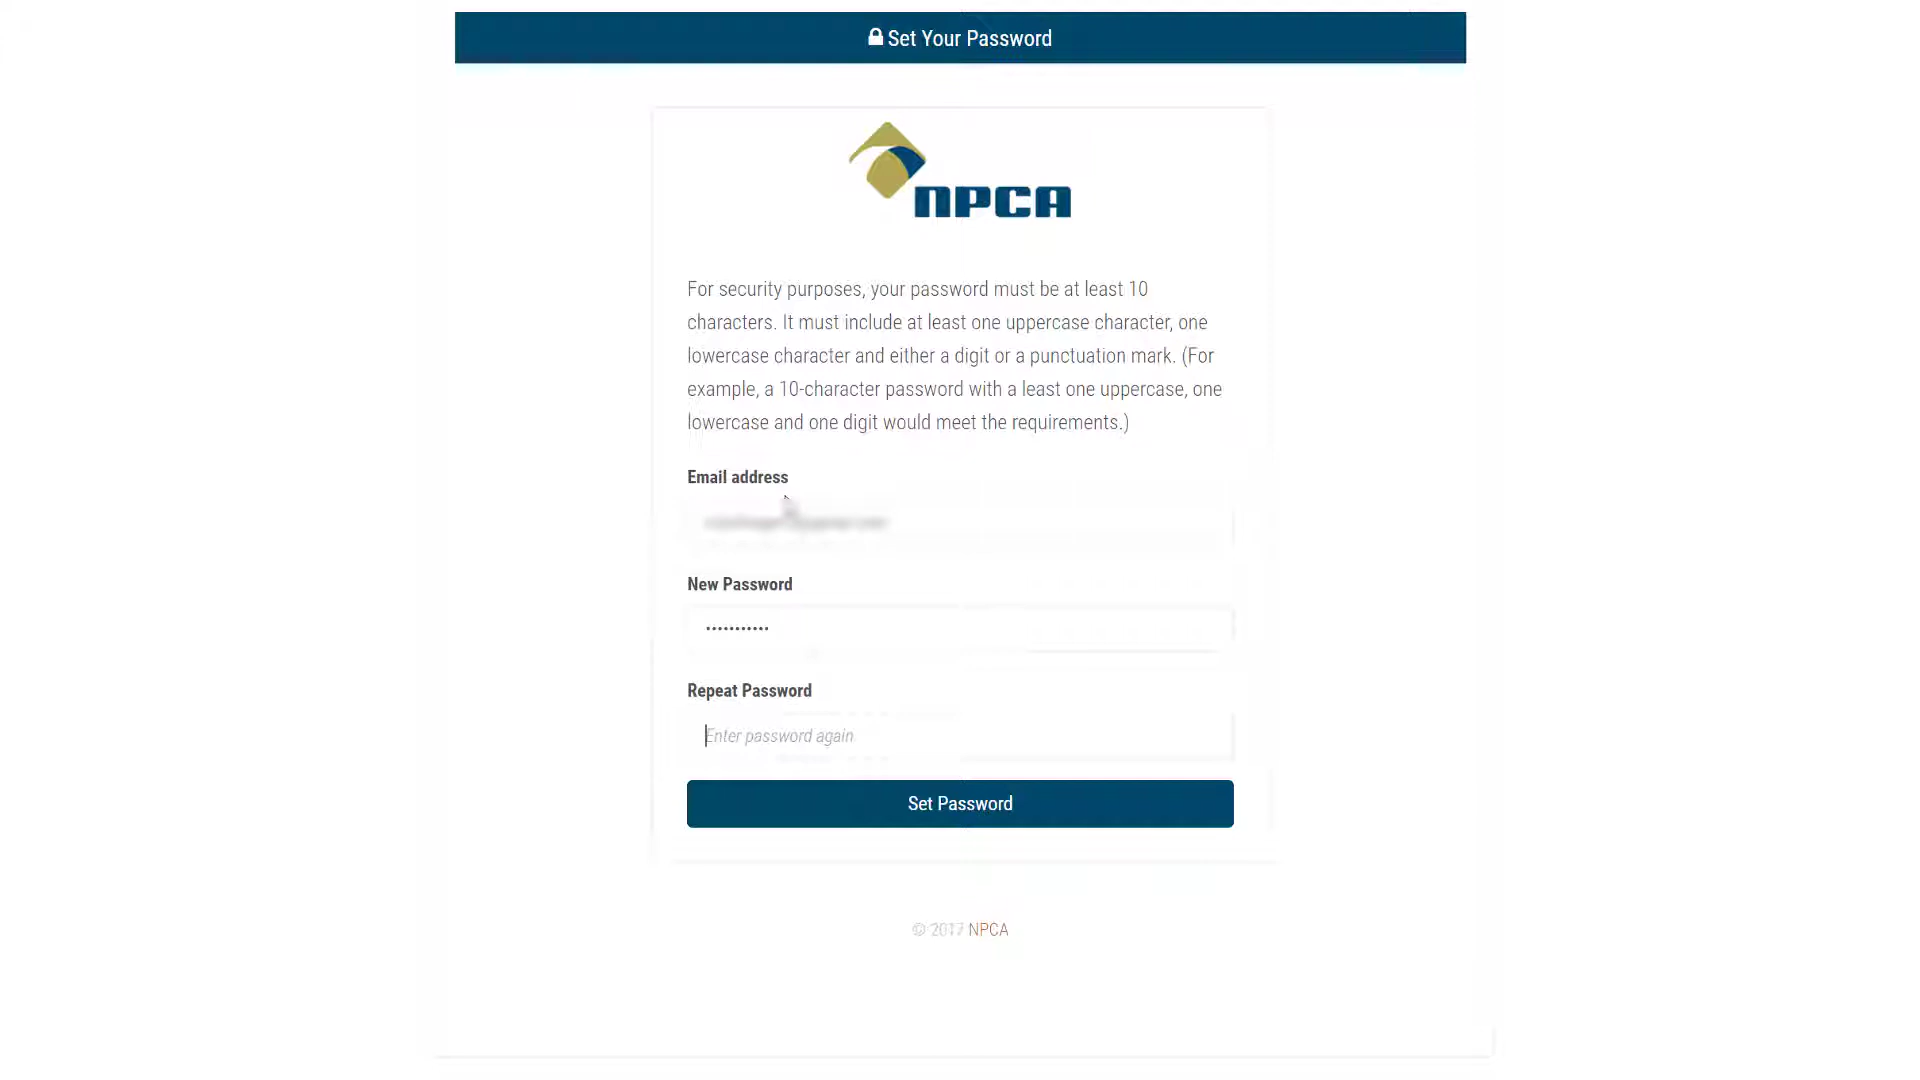 Set Your Password
NPCA
For security purposes, your password must be at least 10
characters. It must include at least one uppercase character, one
lowercase character and either a digit or a punctuation mark. (For
example, a 10-character password with a least one uppercase, one
lowercase and one digit would meet the requirements.)
Email address
New Password
•••••••••••
Repeat Password
Enter password again
Set Password
© 2017 NPCA